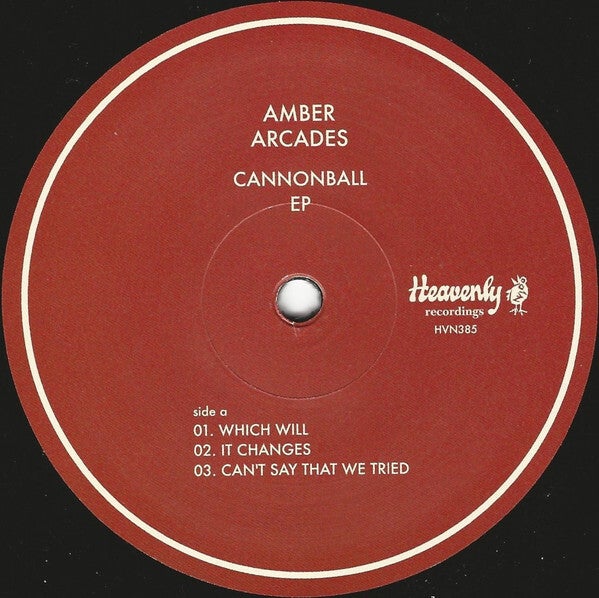 AMBER
ARCADES
CANNONBALL
EP
Heavenly
recordings
HVN385
side a
01. WHICH WILL
02. IT CHANGES
03. CAN'T SAY THAT WE TRIED